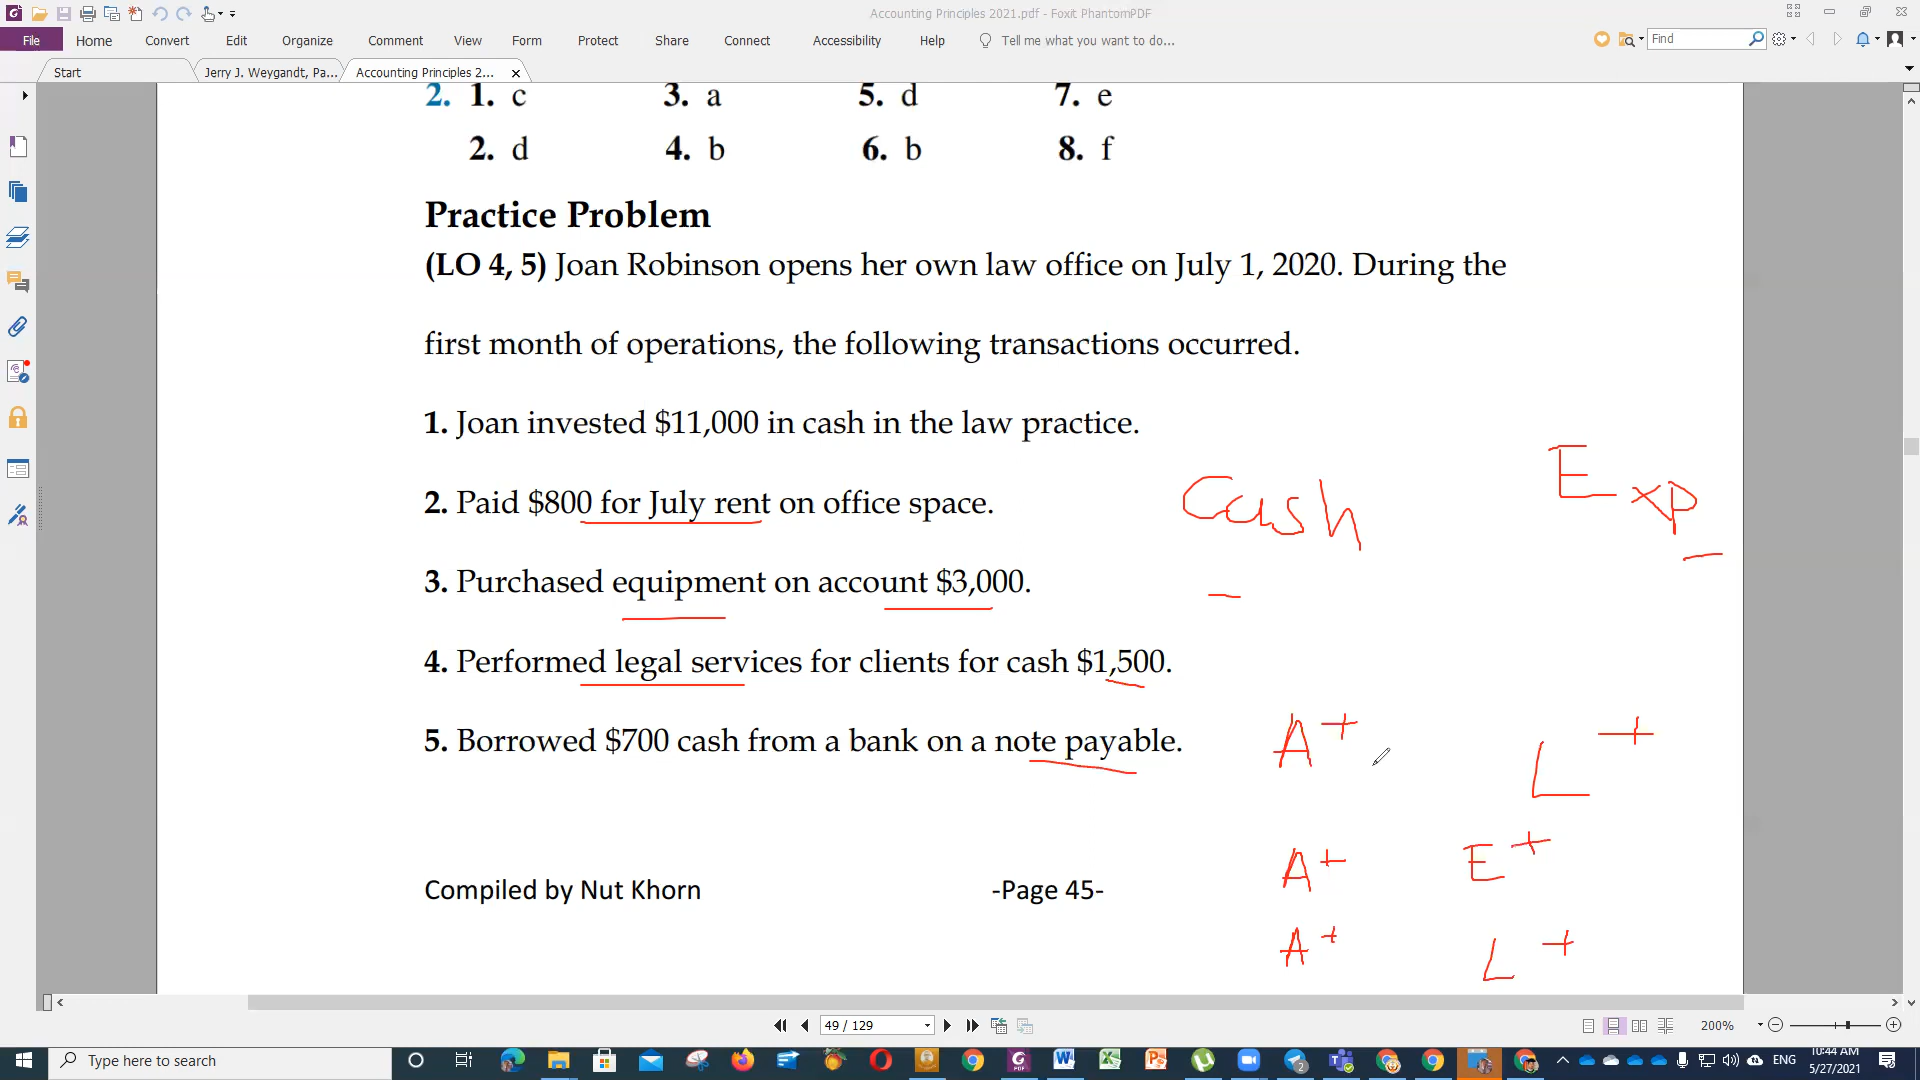 Accounting Principles 2021.pdf - Foxit PhantomPDF
File Home Convert Edit Organize Comment View Form Protect Share Connect Accessibility Help Tell me what you want to do... Find
Start Jerry J. Weygandt, Pa... Accounting Principles 2...
2. 1. c 3. a 5. d 7. e
2. d 4. b 6. b 8. f
Practice Problem
(LO 4, 5) Joan Robinson opens her own law office on July 1, 2020. During the
first month of operations, the following transactions occurred.
1. Joan invested $11,000 in cash in the law practice.
2. Paid $800 for July rent on office space.
Cash Exp
3. Purchased equipment on account $3,000.
— —
4. Performed legal services for clients for cash $1,500.
5. Borrowed $700 cash from a bank on a note payable.
A+ L+
A+ E+
Compiled by Nut Khorn -Page 45-
A+ L+
49 / 129 200%
Type here to search ENG 10:44 AM
5/27/2021